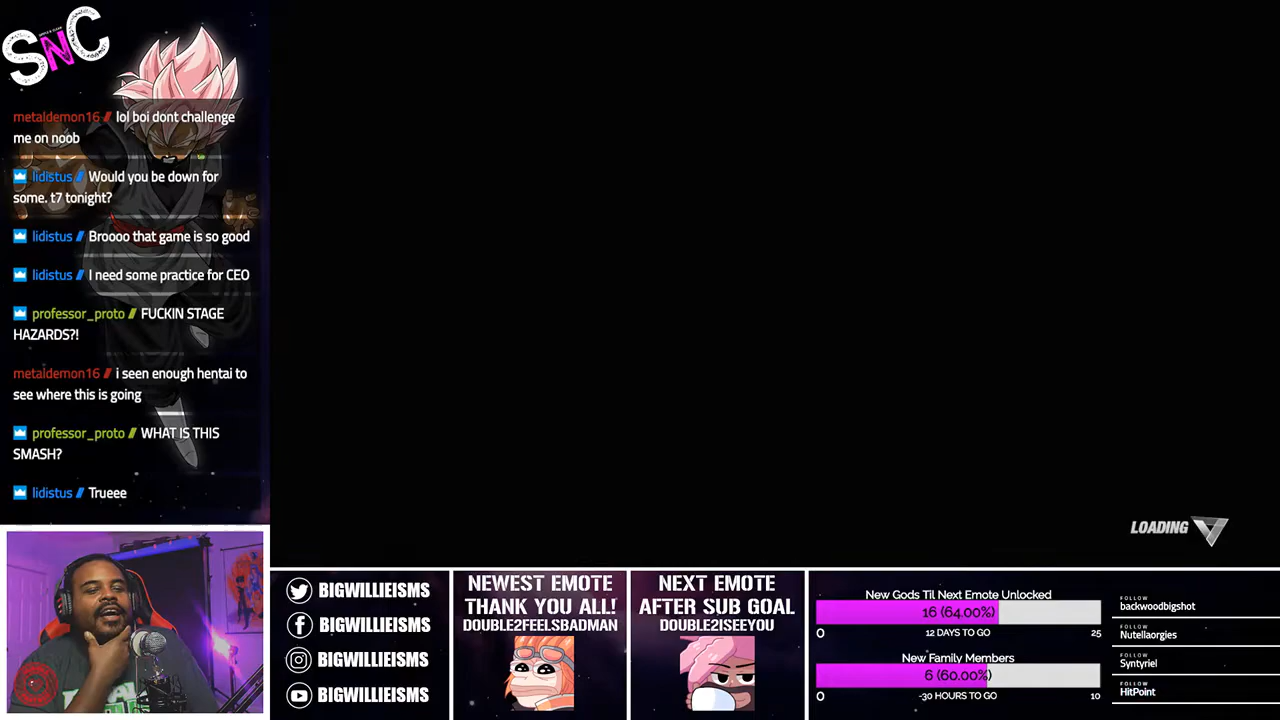 SNC
metaldemon16 // lol boi dont challenge
me on noob
lidistus // Would you be down for
some. t7 tonight?
lidistus // Broooo that game is so good
lidistus // I need some practice for CEO
professor_proto // FUCKIN STAGE
HAZARDS?!
metaldemon16 // i seen enough hentai to
see where this is going
professor_proto // WHAT IS THIS
SMASH?
lidistus // Trueee
LOADING
BIGWILLIEISMS
BIGWILLIEISMS
BIGWILLIEISMS
BIGWILLIEISMS
NEWEST EMOTE
THANK YOU ALL!
DOUBLE2FEELSBADMAN
NEXT EMOTE
AFTER SUB GOAL
DOUBLE2ISEEYOU
New Gods Til Next Emote Unlocked
16 (64.00%)
0 12 DAYS TO GO 25
New Family Members
6 (60.00%)
0 -30 HOURS TO GO 10
FOLLOW
backwoodbigshot
FOLLOW
Nutellaorgies
FOLLOW
Syntyriel
FOLLOW
HitPoint